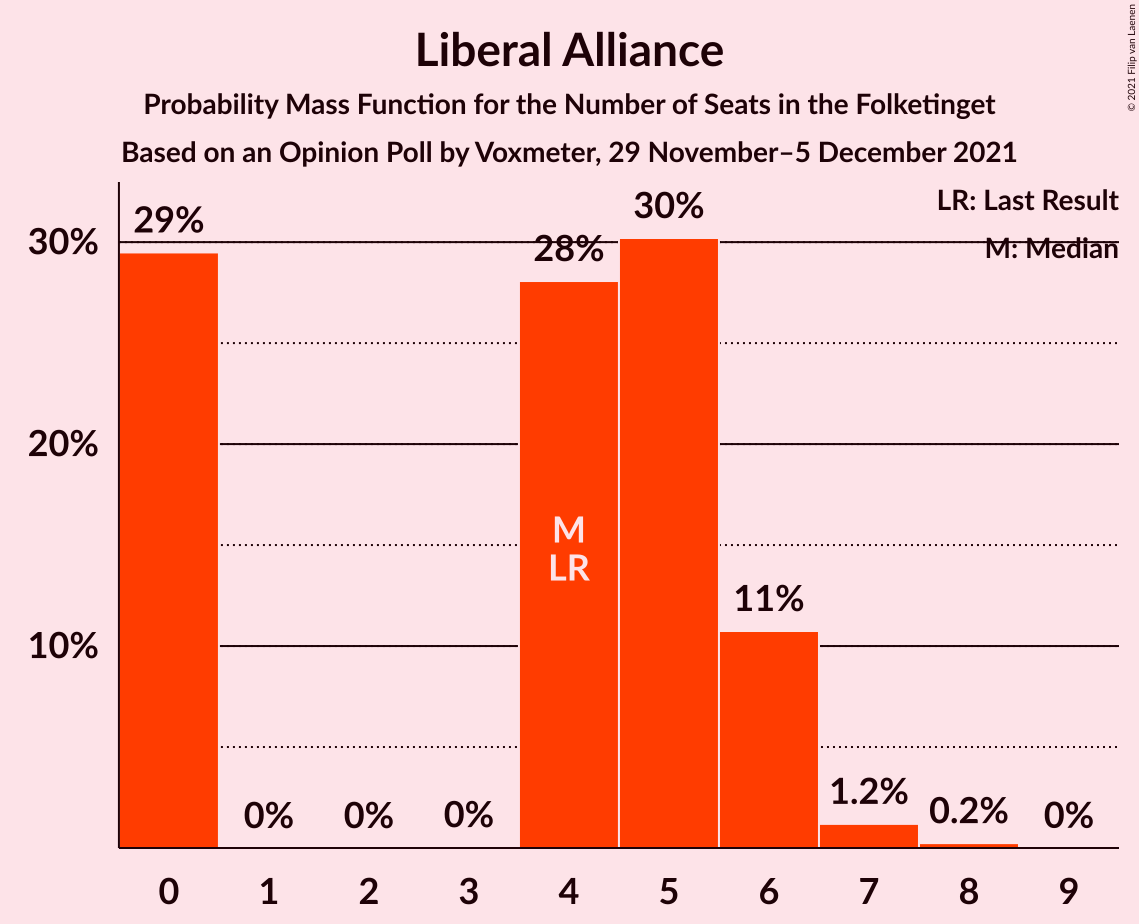 Liberal Alliance
Probability Mass Function for the Number of Seats in the Folketinget
Based on an Opinion Poll by Voxmeter, 29 November–5 December 2021
© 2021 Filip van Laenen
LR: Last Result
M: Median
30%
20%
10%
29%
0%
0%
0%
28%
30%
11%
1.2%
0.2%
0%
M
LR
0 1 2 3 4 5 6 7 8 9